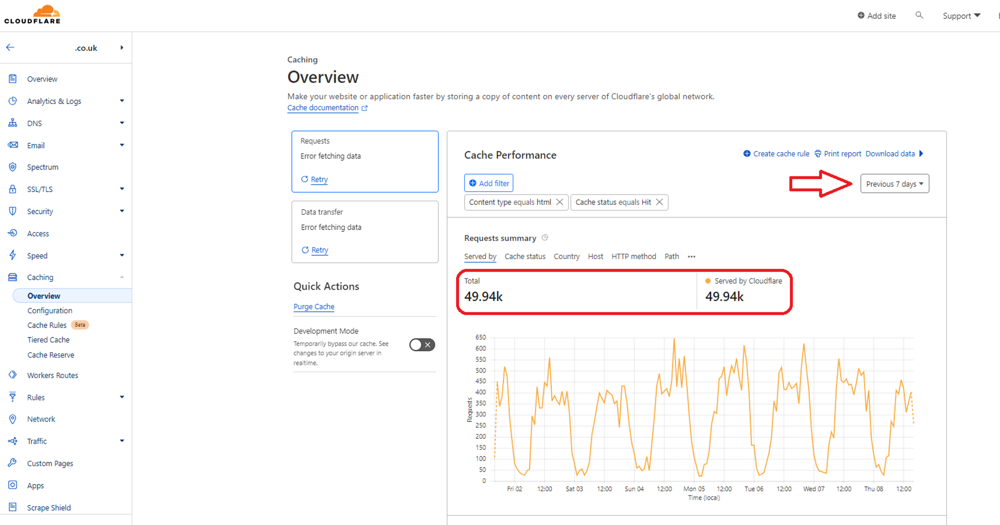 CLOUDFLARE
Add site
Support
.co.uk
Overview
Analytics & Logs
DNS
Email
Spectrum
SSL/TLS
Security
Access
Speed
Caching
Overview
Configuration
Cache Rules Beta
Tiered Cache
Cache Reserve
Workers Routes
Rules
Network
Traffic
Custom Pages
Apps
Scrape Shield
Caching
Overview
Make your website or application faster by storing a copy of content on every server of Cloudflare's global network.
Cache documentation
Requests
Error fetching data
Retry
Data transfer
Error fetching data
Retry
Quick Actions
Purge Cache
Development Mode
Temporarily bypass our cache. See
changes to your origin server in
realtime.
Cache Performance
Create cache rule Print report Download data
Add filter
Previous 7 days
Content type equals html Cache status equals Hit
Requests summary
Served by Cache status Country Host HTTP method Path •••
Total
49.94k
Served by Cloudflare
49.94k
650
600
550
500
450
400
350
300
250
200
150
100
50
0
Requests
Fri 02 12:00 Sat 03 12:00 Sun 04 12:00 Mon 05 12:00 Tue 06 12:00 Wed 07 12:00 Thu 08 12:00
Time (local)